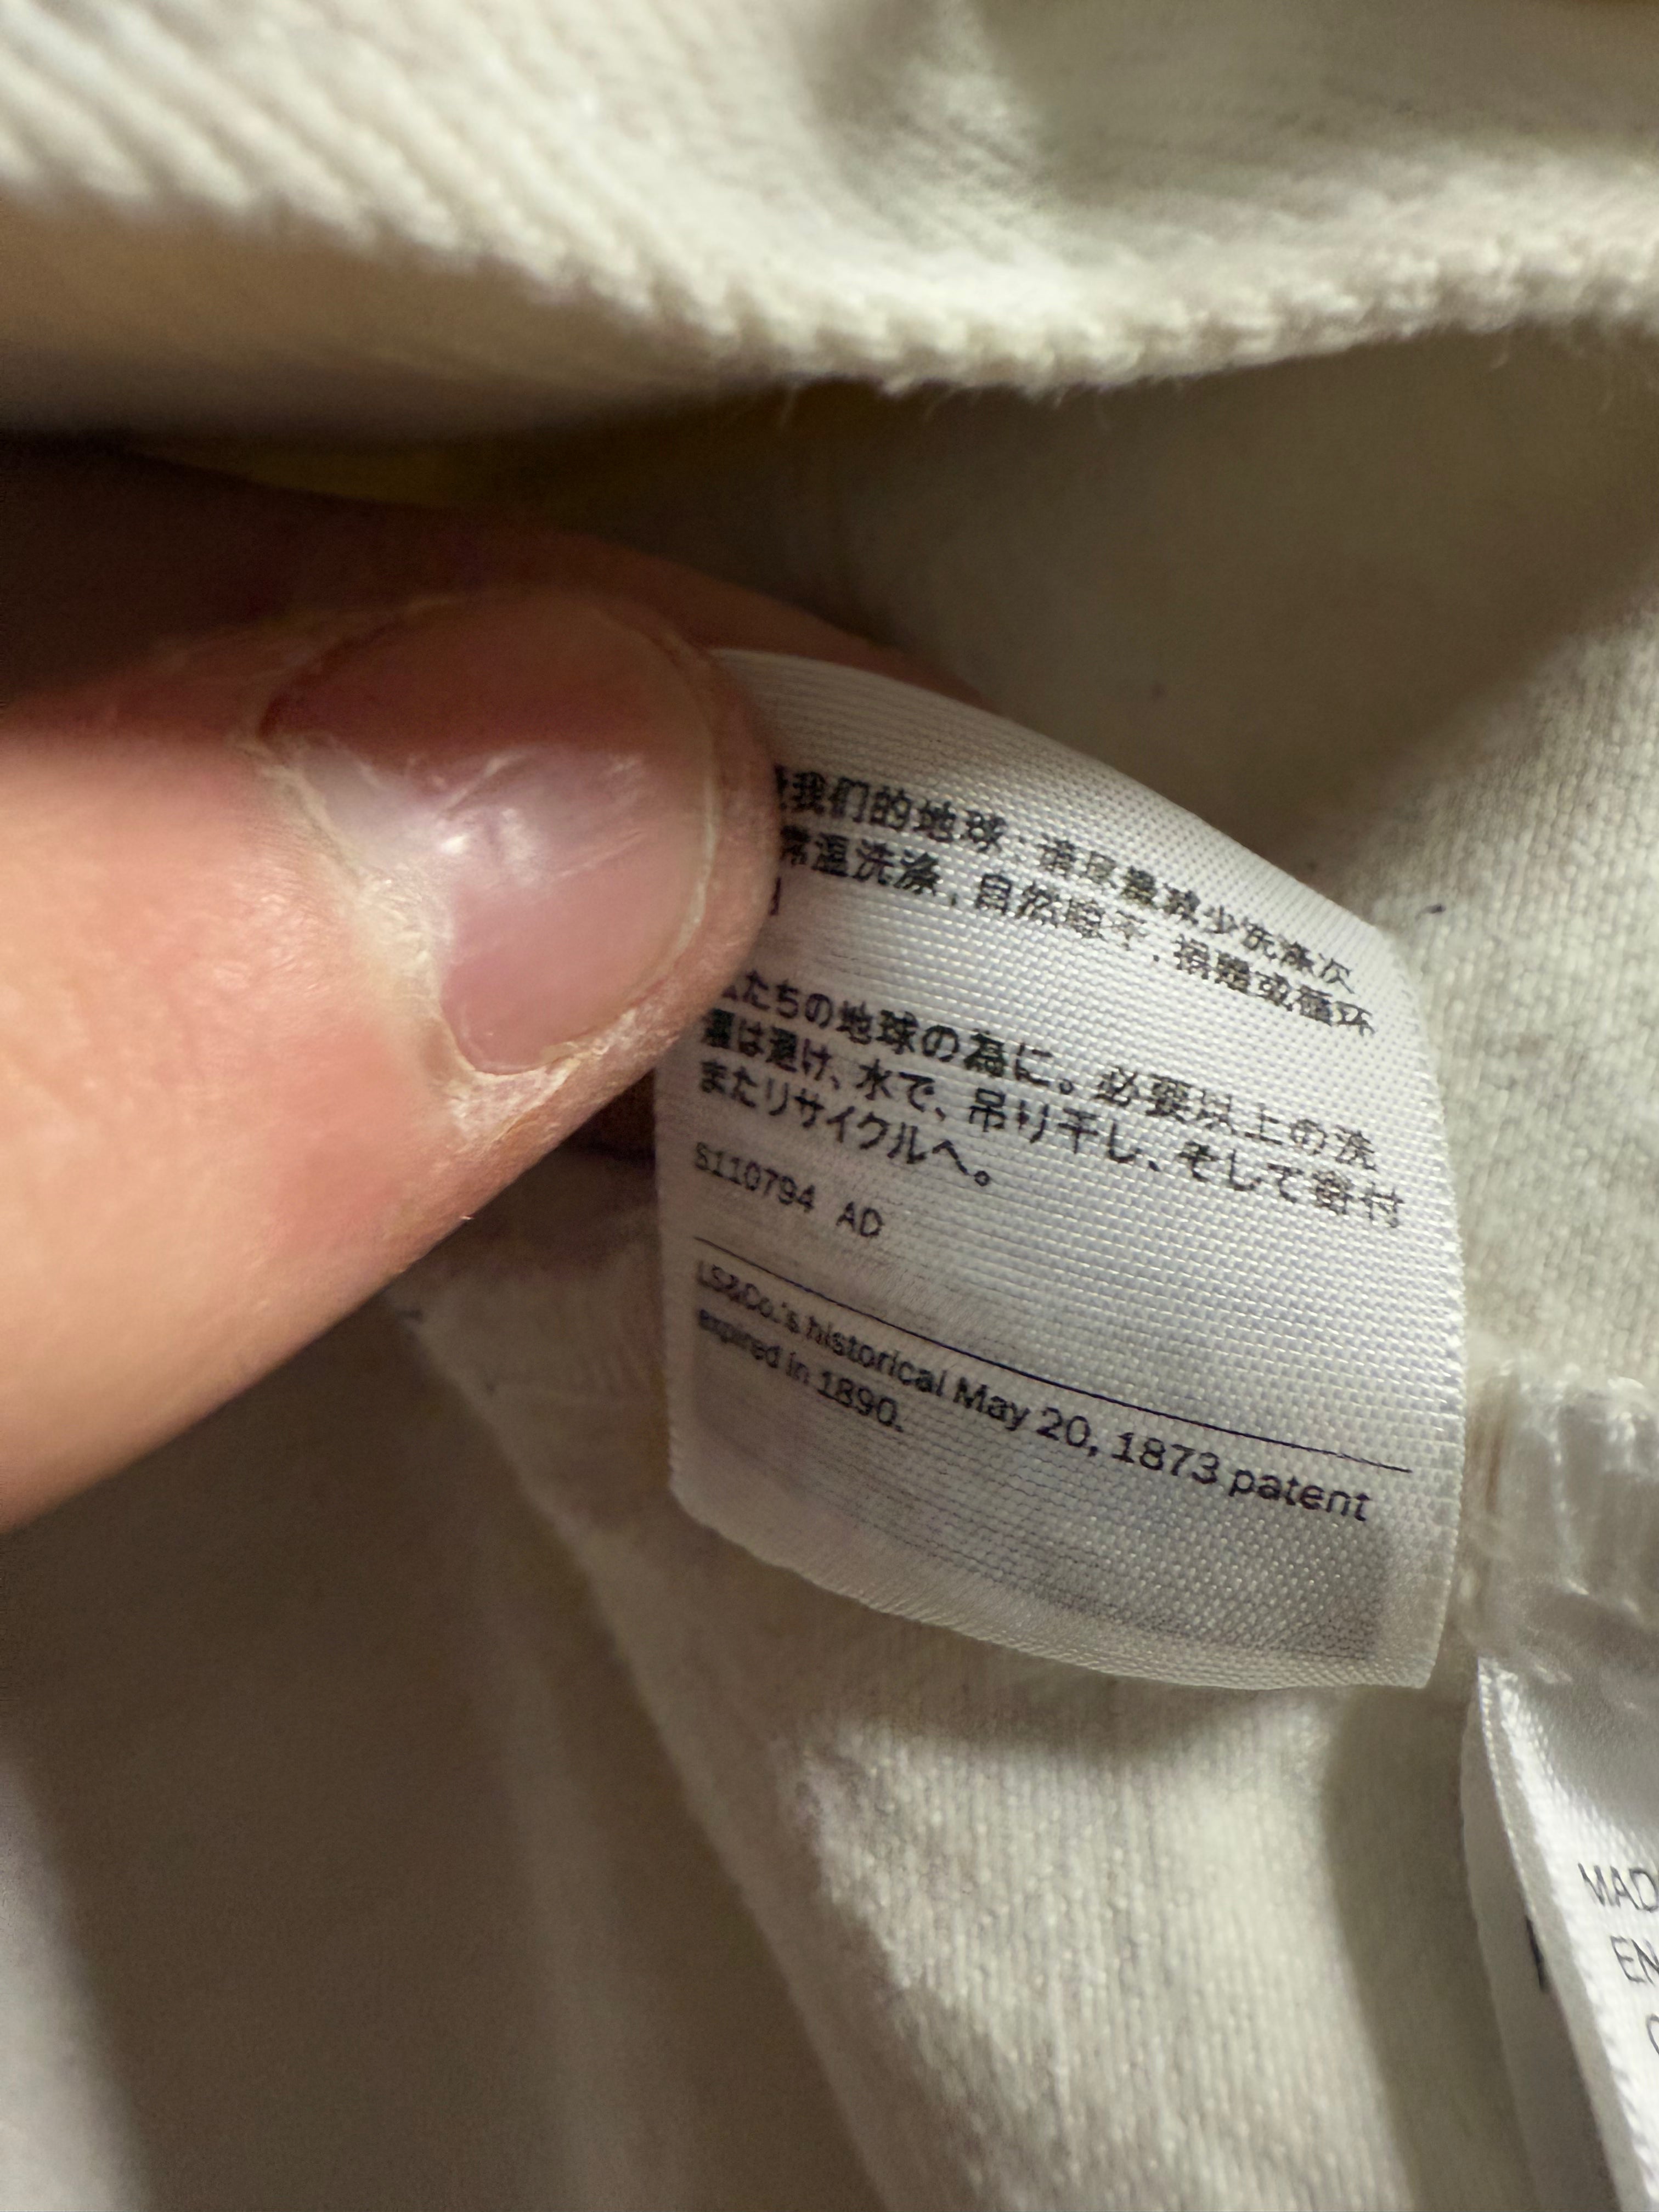 我们的地球：请尽量减少洗涤次
常温洗涤，自然晾干，捐赠或循环
たちの地球の為に。必要以上の洗
濯は避け、水で、吊り干し、そして寄付
またリサイクルへ。
S110794 AD
LS&Co.'s historical May 20, 1873 patent
expired in 1890.
MAD
EN